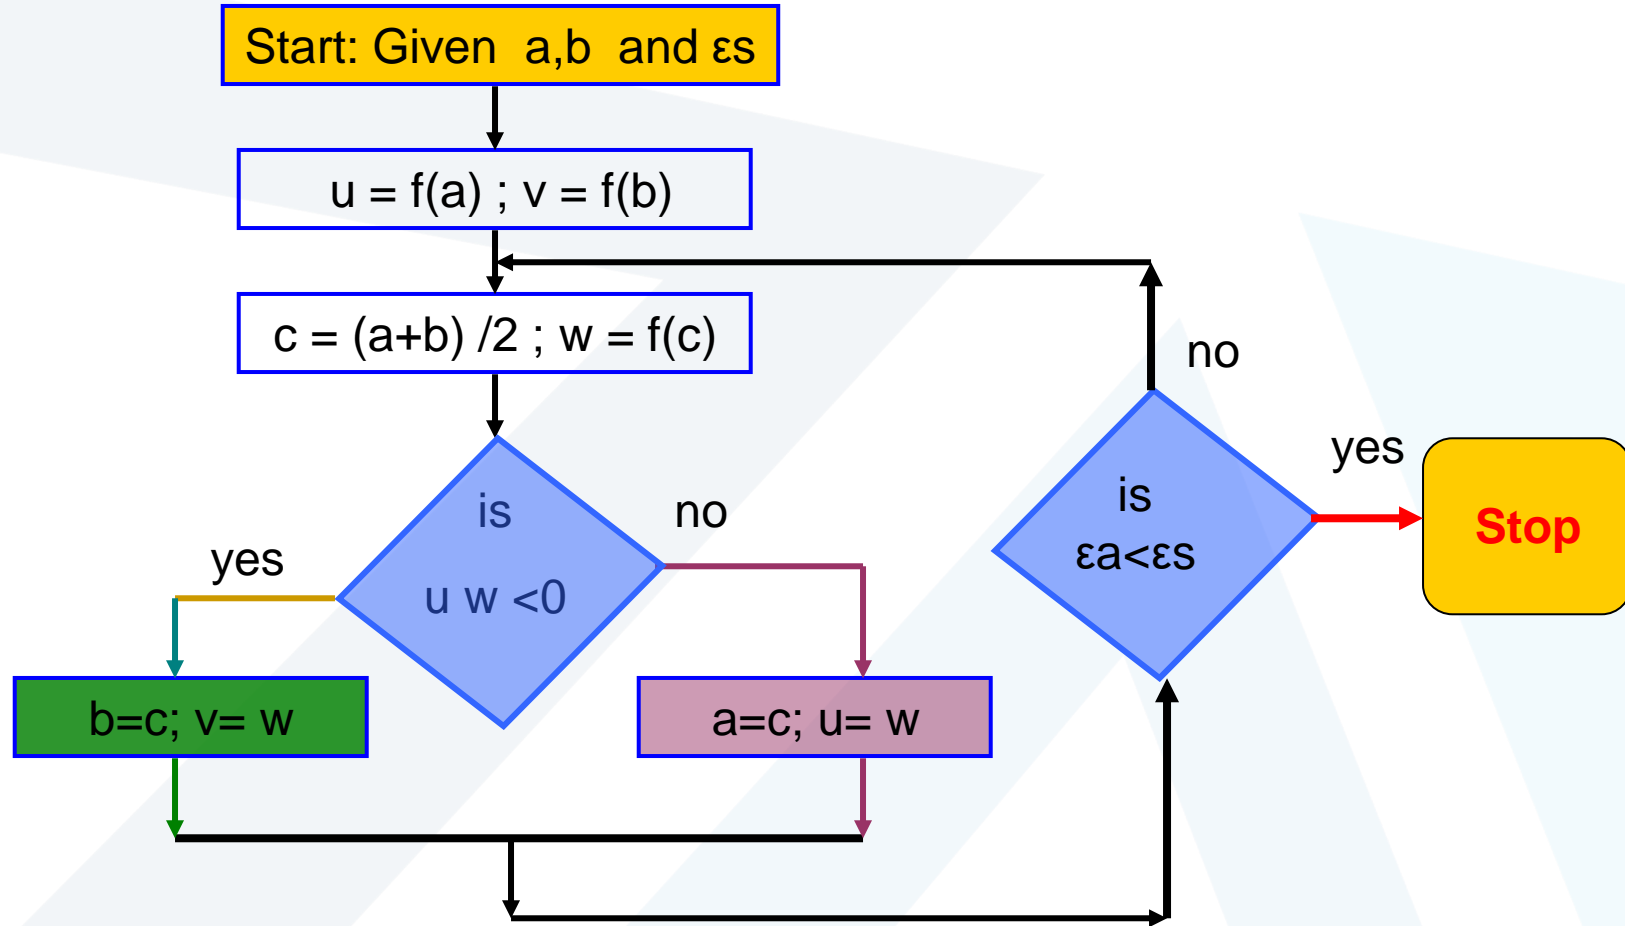 Start: Given a,b and εs
u = f(a) ; v = f(b)
c = (a+b) /2 ; w = f(c)
is
u w <0
yes
no
b=c; v= w
a=c; u= w
is
εa<εs
no
yes
Stop